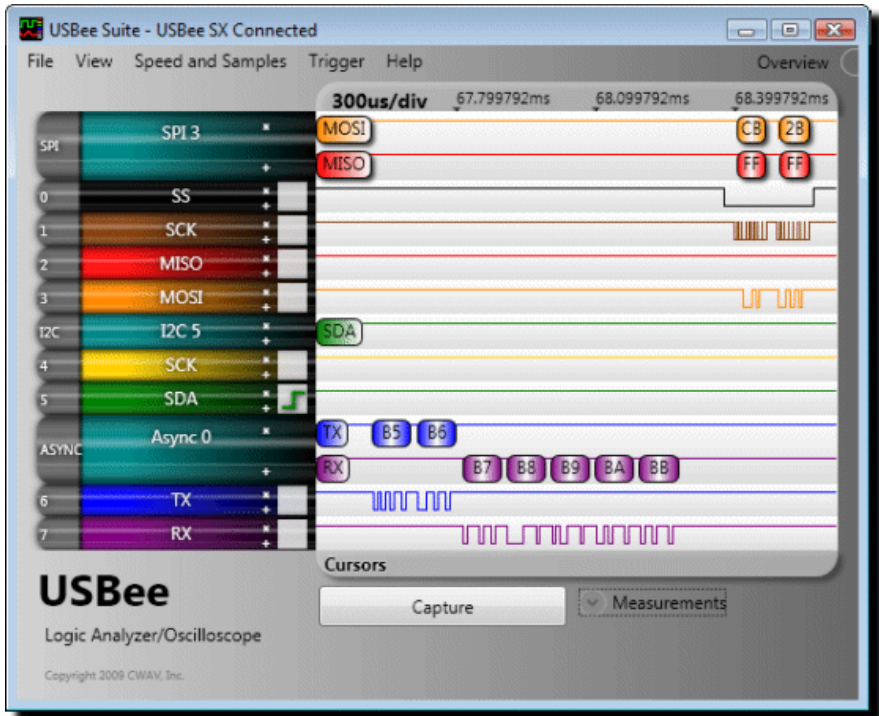 USBee Suite - USBee SX Connected
File View Speed and Samples Trigger Help Overview
300us/div 67.799792ms 68.099792ms 68.399792ms
SPI SPI 3 MOSI CB 2B
MISO FF FF
0 SS
1 SCK
2 MISO
3 MOSI
I2C I2C 5 SDA
4 SCK
5 SDA
ASYNC Async 0 TX B5 B6
RX B7 B8 B9 BA BB
6 TX
7 RX
Cursors
USBee
Capture Measurements
Logic Analyzer/Oscilloscope
Copyright 2009 CWAV, Inc.